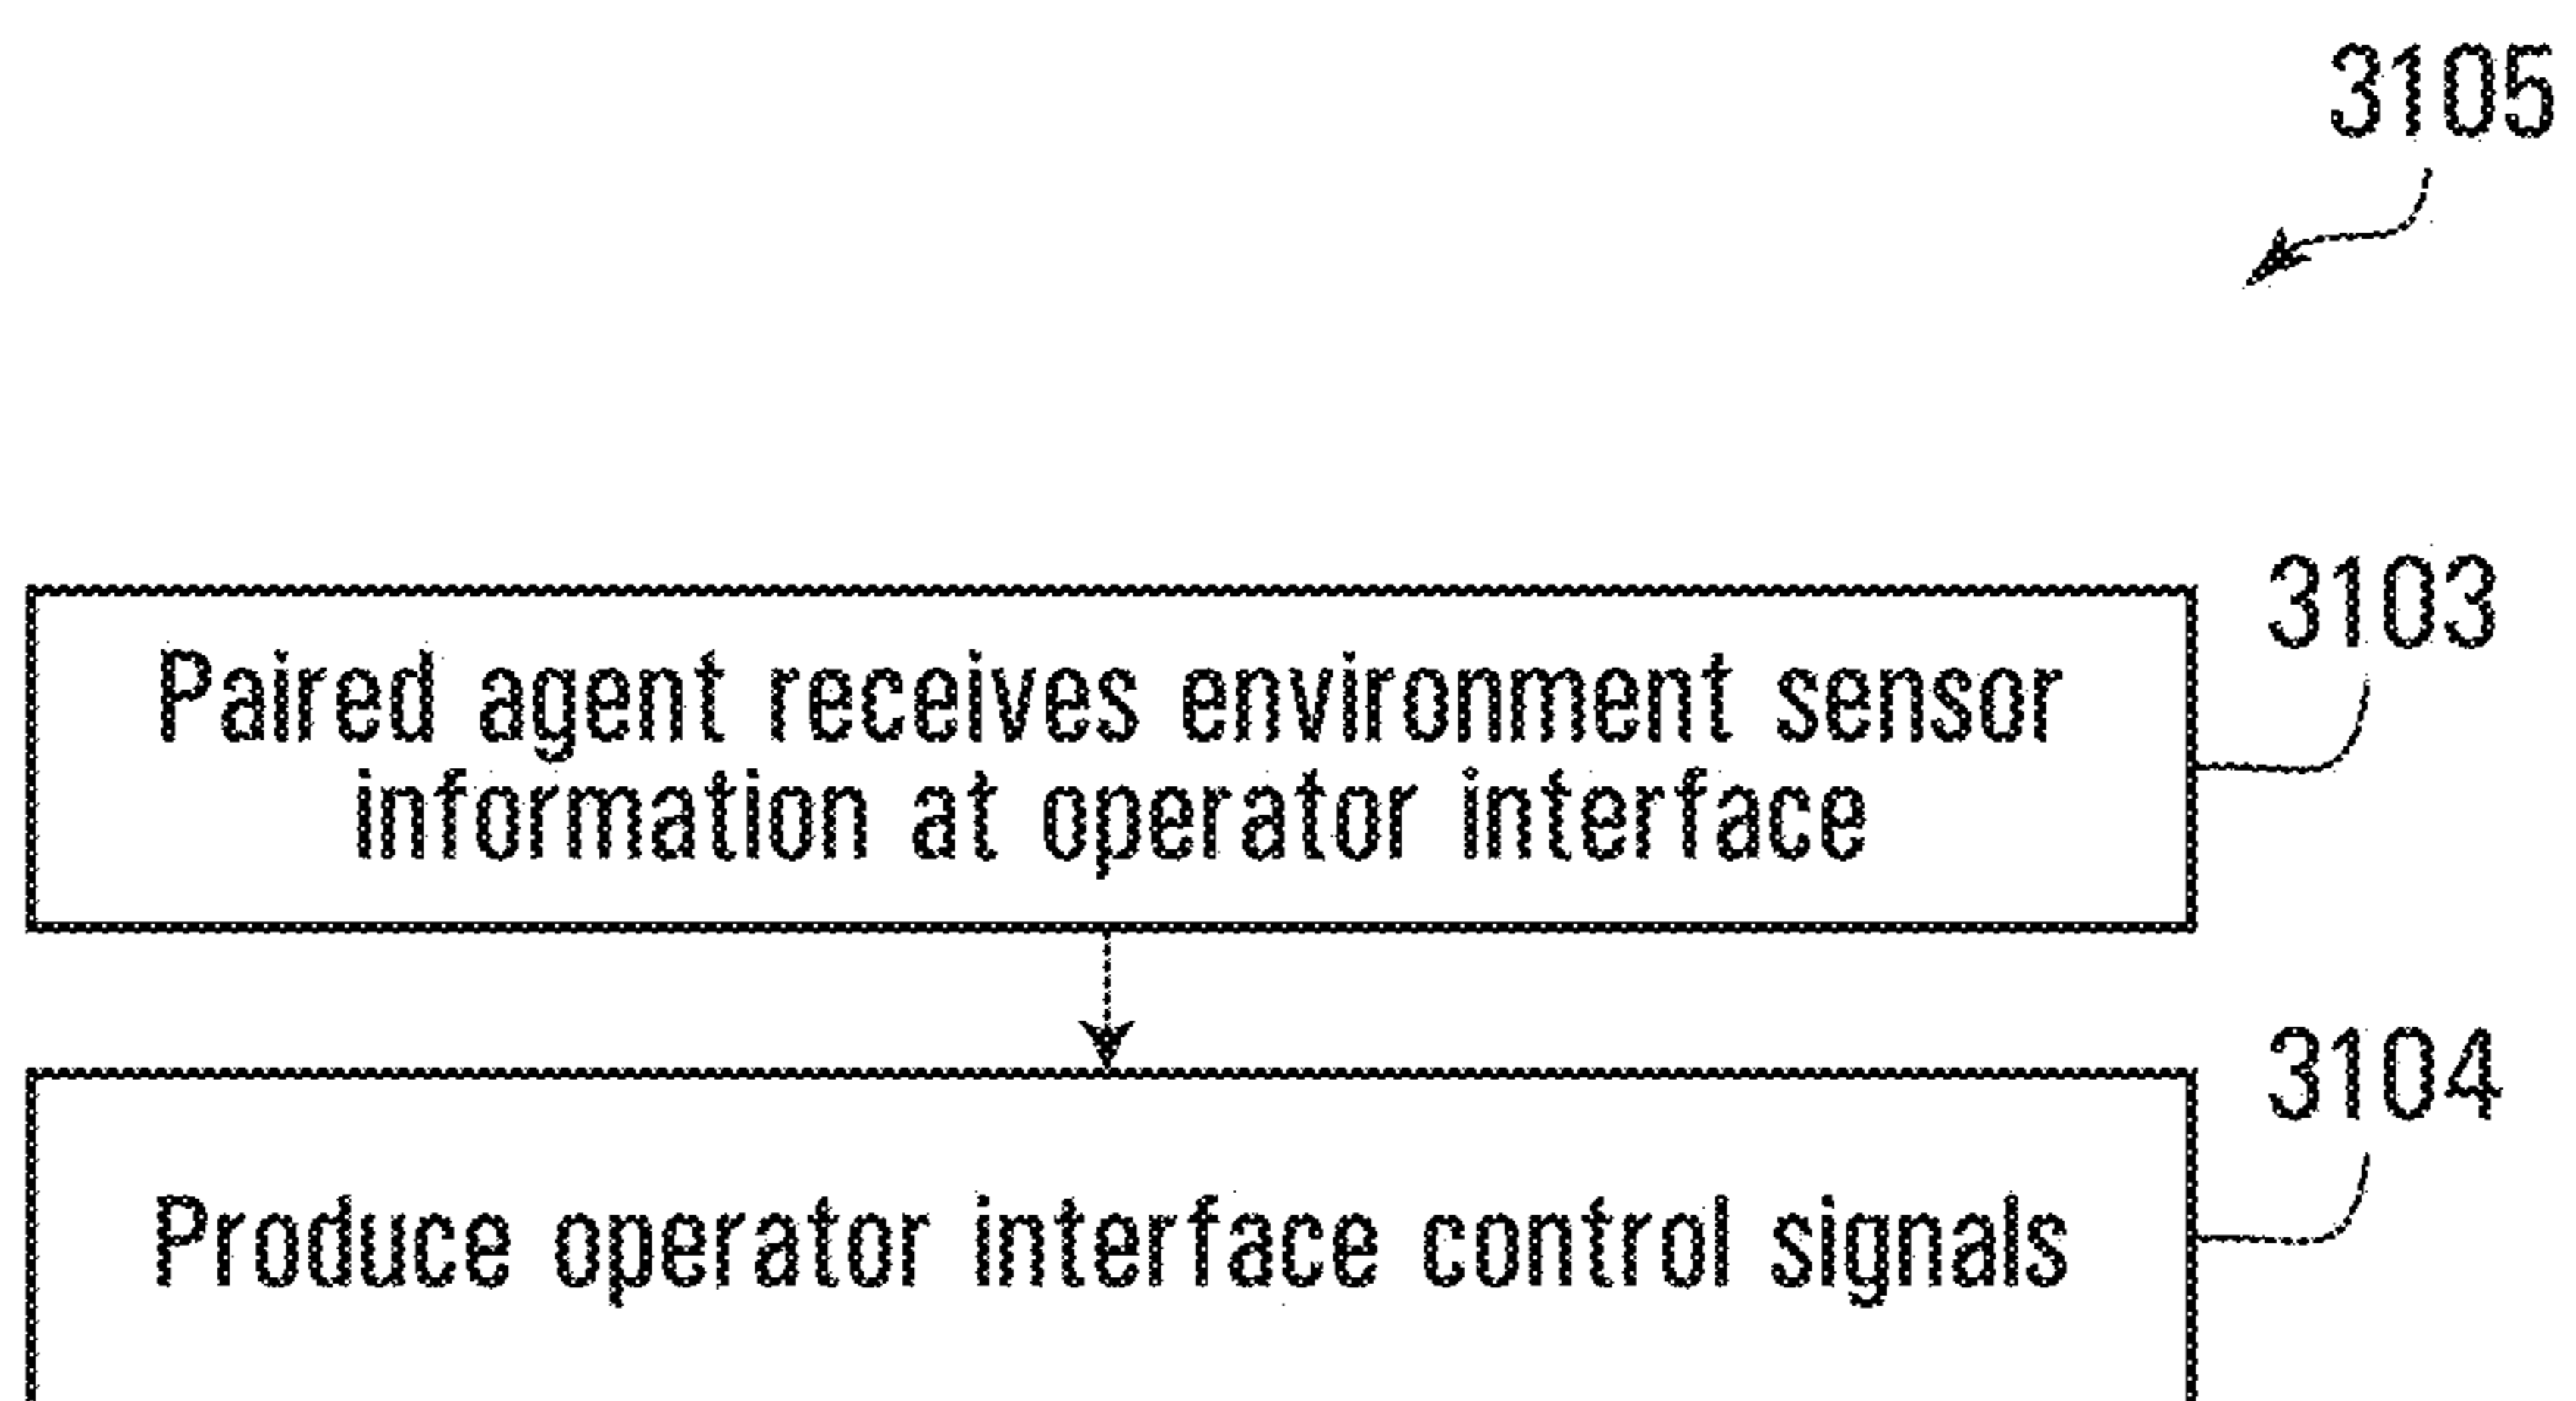 3105
3103
Paired agent receives environment sensor
information at operator interface
3104
Produce operator interface control signals